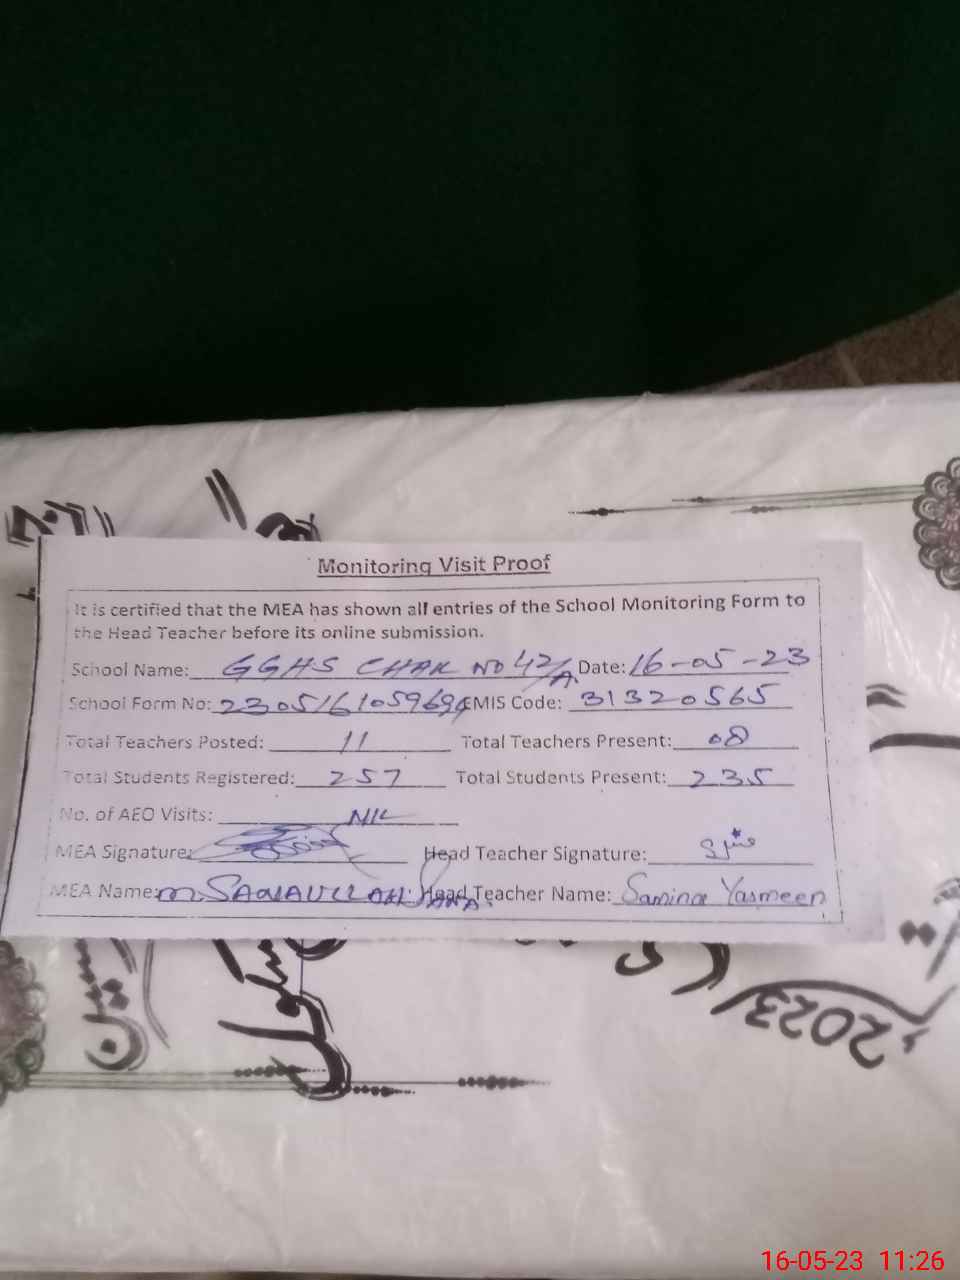 Monitoring Visit Proof
It is certified that the MEA has shown all entries of the School Monitoring Form to
the Head Teacher before its online submission.
School Name: GGHS CHAK NO 42/A Date: 16-05-23
School Form No: EMIS Code: 31320565
Total Teachers Posted: 11 Total Teachers Present: 08
Total Students Registered: 257 Total Students Present: 235
No. of AEO Visits: NIL
MEA Signature: Head Teacher Signature:
MEA Name: M. Head Teacher Name: Samina Yasmeen
2023
16-05-23 11:26